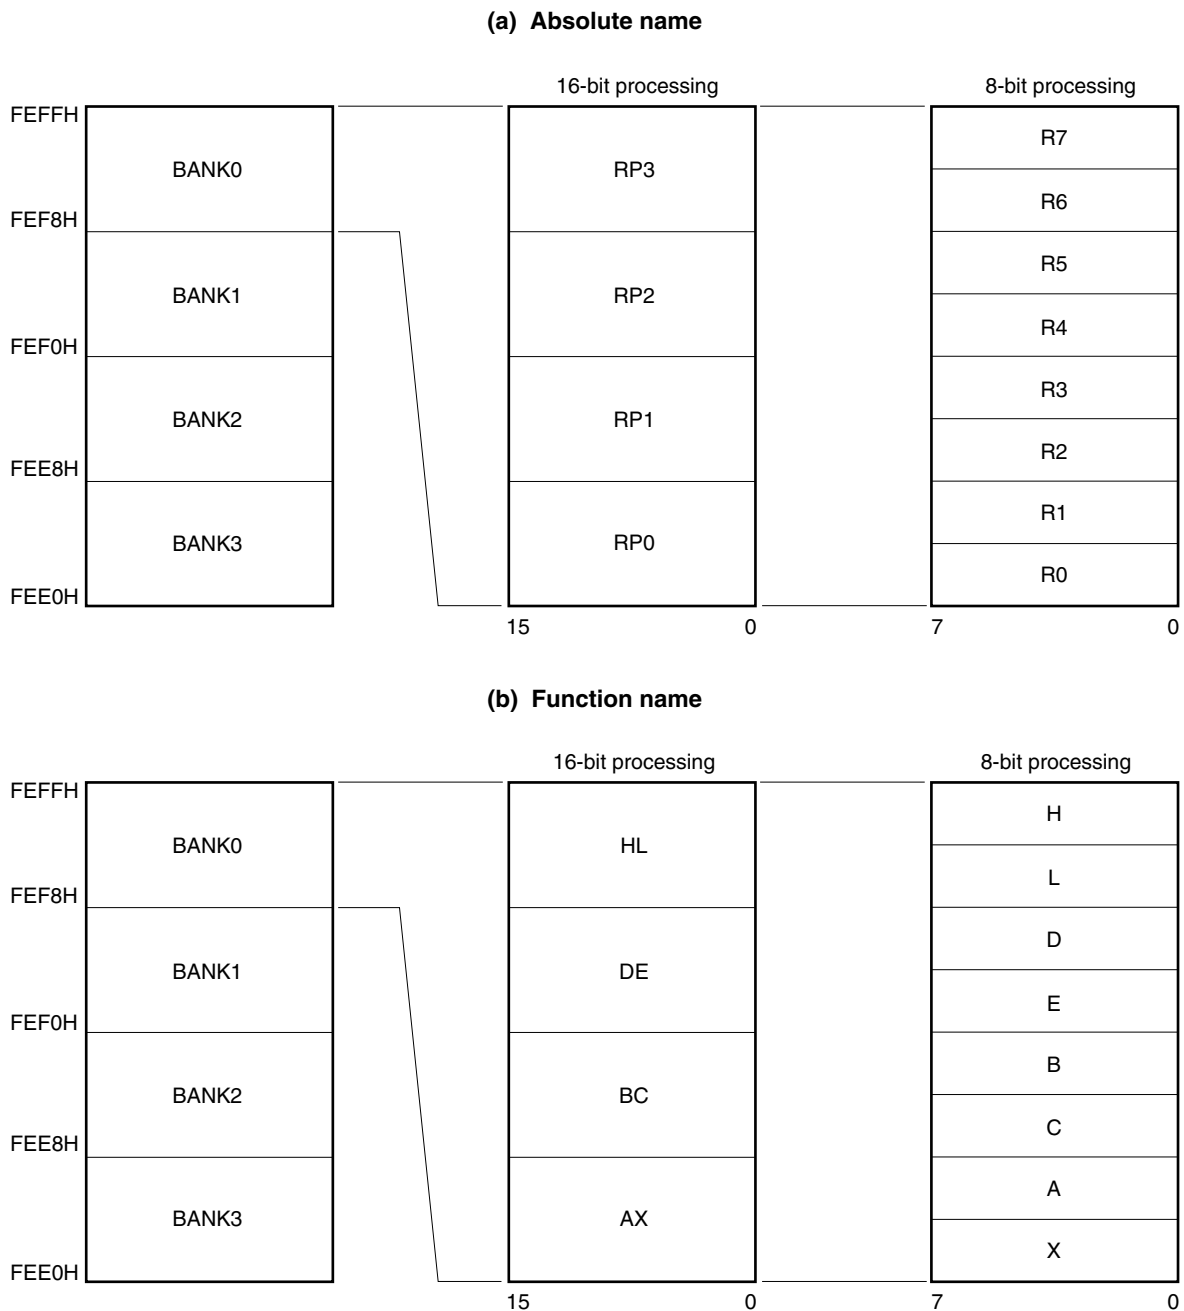 (a) Absolute name
16-bit processing
8-bit processing
FEFFH
BANK0
RP3
R7
R6
FEF8H
BANK1
RP2
R5
R4
FEF0H
BANK2
RP1
R3
R2
FEE8H
BANK3
RP0
R1
R0
FEE0H
15
0
7
0
(b) Function name
16-bit processing
8-bit processing
FEFFH
BANK0
HL
H
L
FEF8H
BANK1
DE
D
E
FEF0H
BANK2
BC
B
C
FEE8H
BANK3
AX
A
X
FEE0H
15
0
7
0